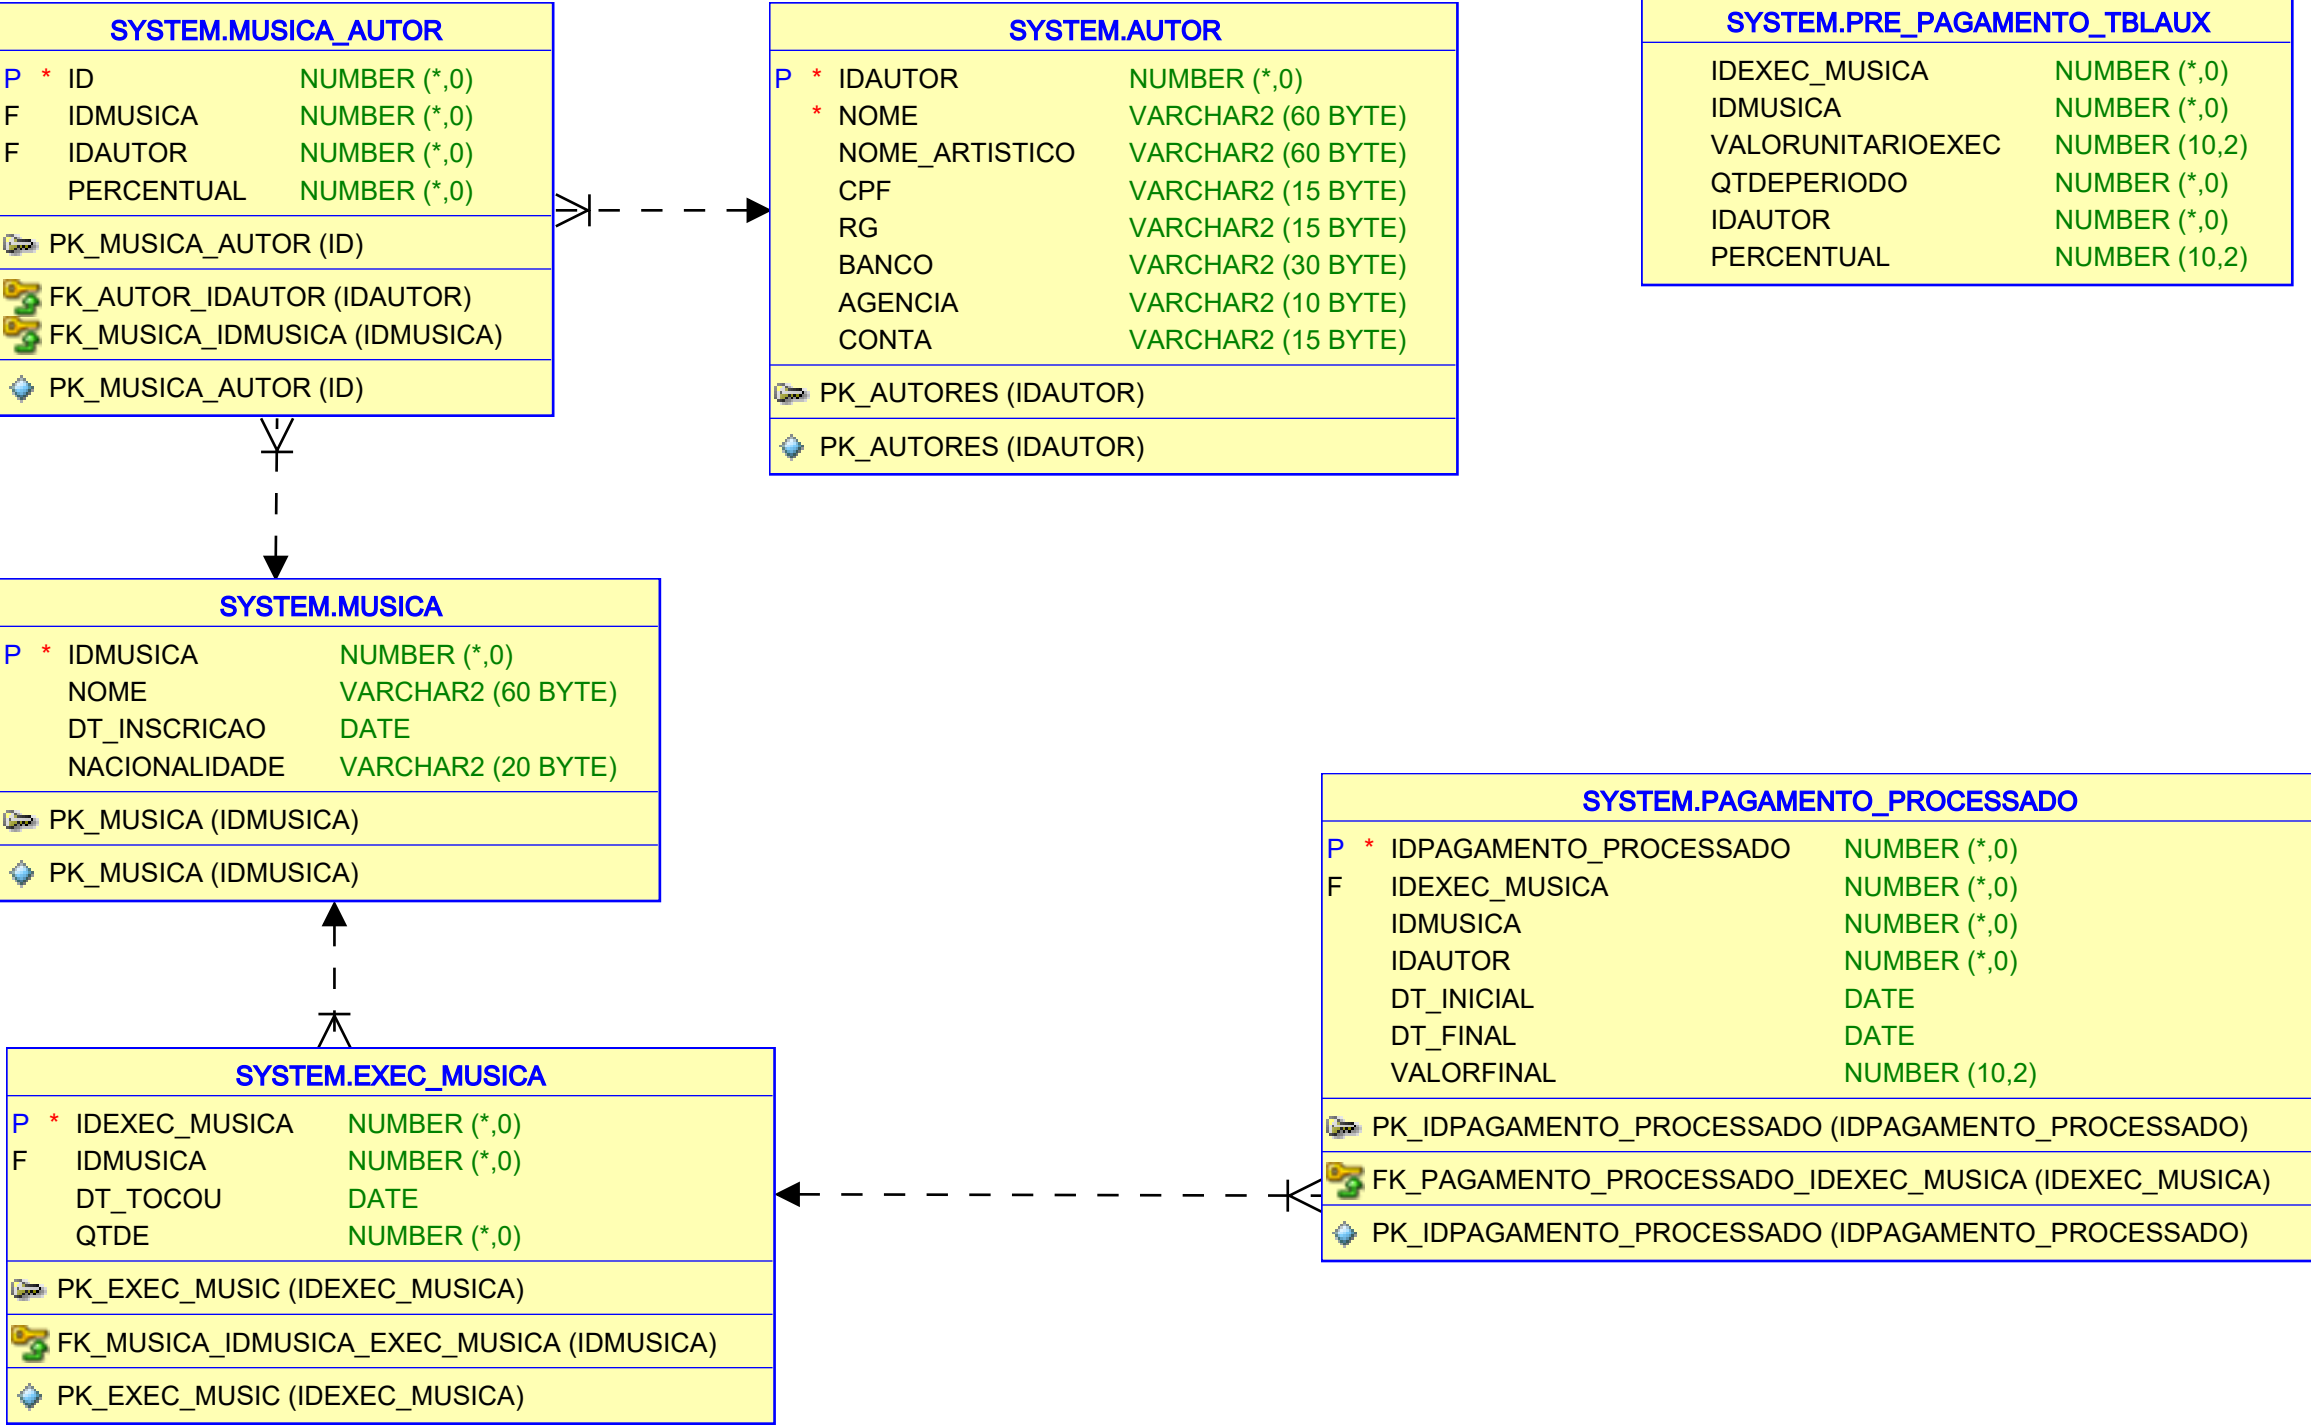 SYSTEM.MUSICA_AUTOR
P * ID NUMBER (*,0)
F IDMUSICA NUMBER (*,0)
F IDAUTOR NUMBER (*,0)
PERCENTUAL NUMBER (*,0)
PK_MUSICA_AUTOR (ID)
FK_AUTOR_IDAUTOR (IDAUTOR)
FK_MUSICA_IDMUSICA (IDMUSICA)
PK_MUSICA_AUTOR (ID)
SYSTEM.AUTOR
P * IDAUTOR NUMBER (*,0)
* NOME VARCHAR2 (60 BYTE)
NOME_ARTISTICO VARCHAR2 (60 BYTE)
CPF VARCHAR2 (15 BYTE)
RG VARCHAR2 (15 BYTE)
BANCO VARCHAR2 (30 BYTE)
AGENCIA VARCHAR2 (10 BYTE)
CONTA VARCHAR2 (15 BYTE)
PK_AUTORES (IDAUTOR)
PK_AUTORES (IDAUTOR)
SYSTEM.PRE_PAGAMENTO_TBLAUX
IDEXEC_MUSICA NUMBER (*,0)
IDMUSICA NUMBER (*,0)
VALORUNITARIOEXEC NUMBER (10,2)
QTDEPERIODO NUMBER (*,0)
IDAUTOR NUMBER (*,0)
PERCENTUAL NUMBER (10,2)
SYSTEM.MUSICA
P * IDMUSICA NUMBER (*,0)
NOME VARCHAR2 (60 BYTE)
DT_INSCRICAO DATE
NACIONALIDADE VARCHAR2 (20 BYTE)
PK_MUSICA (IDMUSICA)
PK_MUSICA (IDMUSICA)
SYSTEM.PAGAMENTO_PROCESSADO
P * IDPAGAMENTO_PROCESSADO NUMBER (*,0)
F IDEXEC_MUSICA NUMBER (*,0)
IDMUSICA NUMBER (*,0)
IDAUTOR NUMBER (*,0)
DT_INICIAL DATE
DT_FINAL DATE
VALORFINAL NUMBER (10,2)
PK_IDPAGAMENTO_PROCESSADO (IDPAGAMENTO_PROCESSADO)
FK_PAGAMENTO_PROCESSADO_IDEXEC_MUSICA (IDEXEC_MUSICA)
PK_IDPAGAMENTO_PROCESSADO (IDPAGAMENTO_PROCESSADO)
SYSTEM.EXEC_MUSICA
P * IDEXEC_MUSICA NUMBER (*,0)
F IDMUSICA NUMBER (*,0)
DT_TOCOU DATE
QTDE NUMBER (*,0)
PK_EXEC_MUSIC (IDEXEC_MUSICA)
FK_MUSICA_IDMUSICA_EXEC_MUSICA (IDMUSICA)
PK_EXEC_MUSIC (IDEXEC_MUSICA)